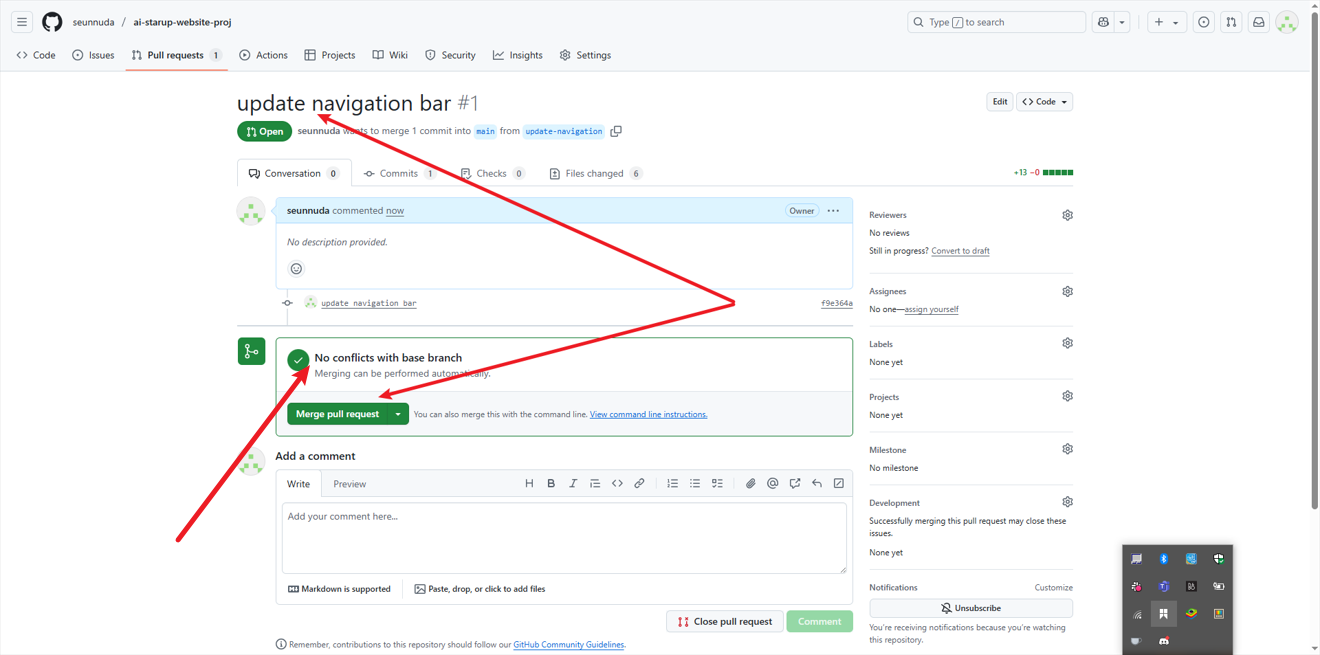 seunnuda / ai-starup-website-proj
Type / to search
Code Issues Pull requests 1 Actions Projects Wiki Security Insights Settings
update navigation bar #1
Edit
Code
Open
seunnuda wants to merge 1 commit into main from update-navigation
Conversation 0
Commits 1
Checks 0
Files changed 6
+13 −0
seunnuda commented now
Owner
No description provided.
update navigation bar
f9e364a
No conflicts with base branch
Merging can be performed automatically.
Merge pull request
You can also merge this with the command line. View command line instructions.
Add a comment
Write
Preview
Add your comment here...
Markdown is supported
Paste, drop, or click to add files
Close pull request
Comment
Remember, contributions to this repository should follow our GitHub Community Guidelines.
Reviewers
No reviews
Still in progress? Convert to draft
Assignees
No one—assign yourself
Labels
None yet
Projects
None yet
Milestone
No milestone
Development
Successfully merging this pull request may close these
issues.
None yet
Notifications
Customize
Unsubscribe
You're receiving notifications because you're watching
this repository.